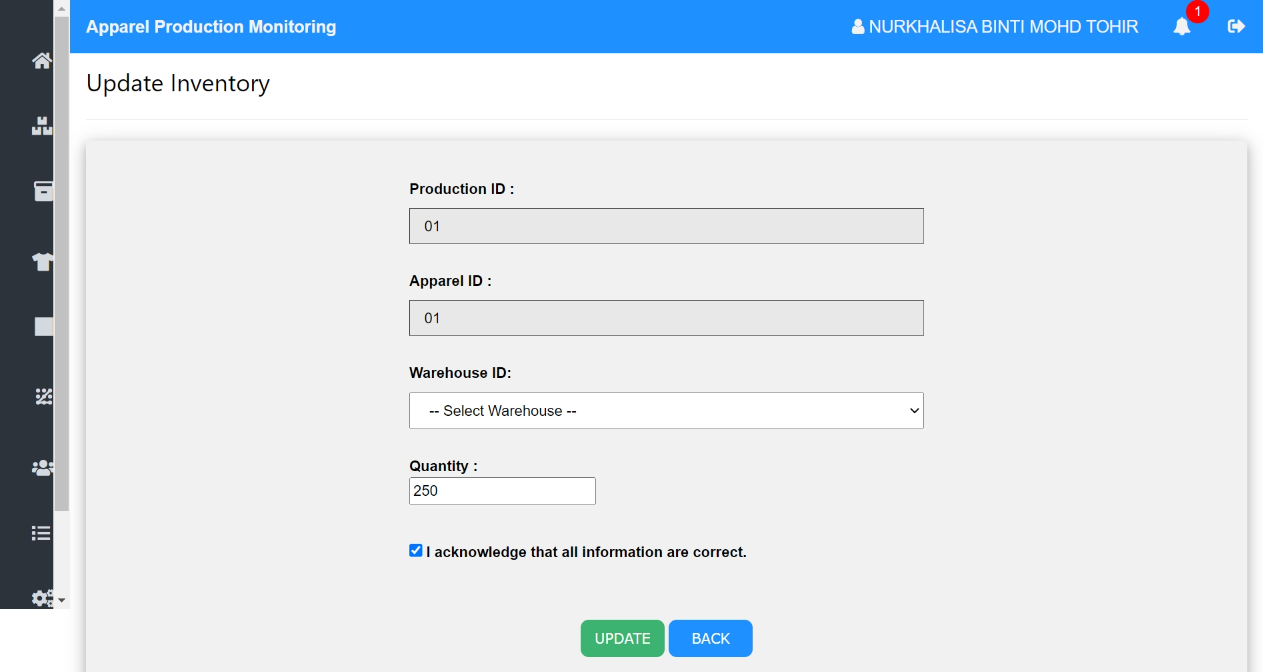 Apparel Production Monitoring
NURKHALISA BINTI MOHD TOHIR
1
Update Inventory
Production ID :
01
Apparel ID :
01
Warehouse ID:
-- Select Warehouse --
Quantity :
250
I acknowledge that all information are correct.
UPDATE
BACK